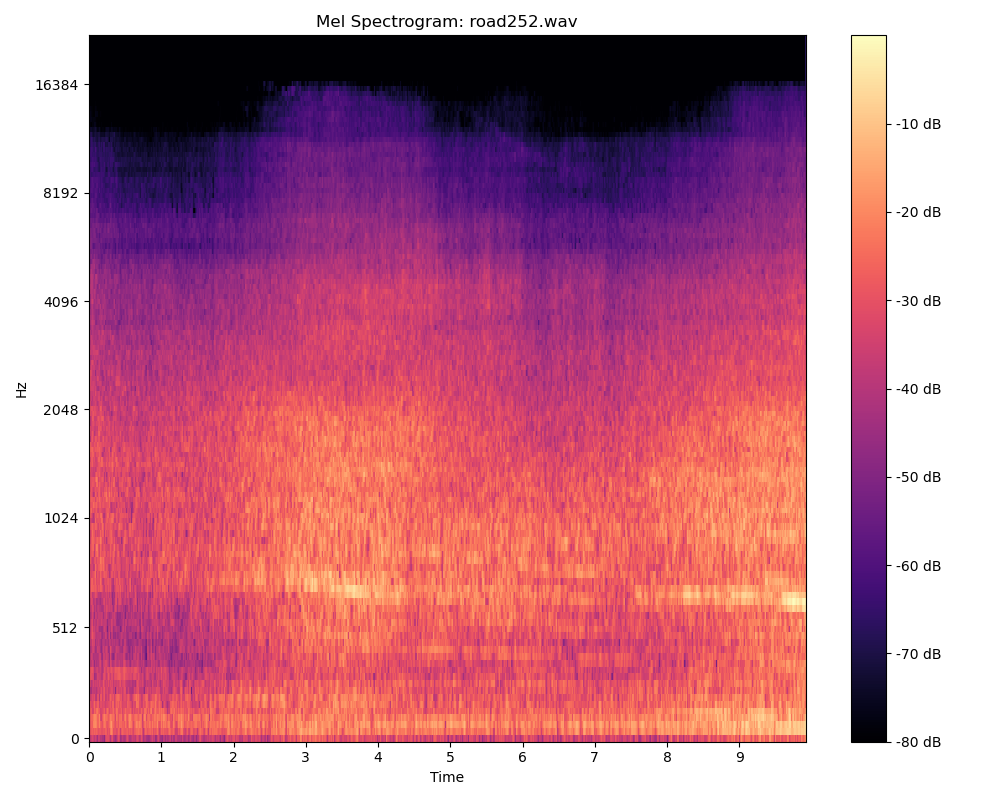 Mel Spectrogram: road252.wav
16384
8192
4096
2048
1024
512
0
Hz
0 1 2 3 4 5 6 7 8 9
Time
-10 dB
-20 dB
-30 dB
-40 dB
-50 dB
-60 dB
-70 dB
-80 dB